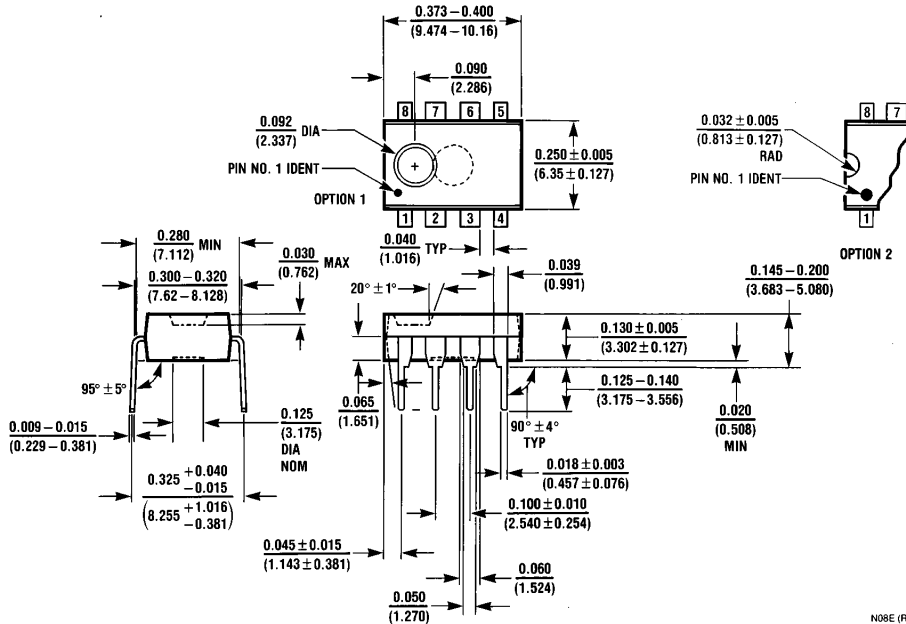 0.373–0.400
(9.474–10.16)
0.090
(2.286)
8 7 6 5
0.092 DIA
(2.337)
PIN NO. 1 IDENT
OPTION 1
+
1 2 3 4
0.250 ± 0.005
(6.35 ± 0.127)
0.032 ± 0.005
(0.813 ± 0.127)
RAD
PIN NO. 1 IDENT
8 7
1
OPTION 2
0.280 MIN
(7.112)
0.030 MAX
(0.762)
0.300–0.320
(7.62–8.128)
0.040 TYP
(1.016)
0.039
(0.991)
0.145–0.200
(3.683–5.080)
20° ± 1°
0.130 ± 0.005
(3.302 ± 0.127)
95° ± 5°
0.065
(1.651)
0.125–0.140
(3.175–3.556)
90° ± 4°
TYP
0.020
(0.508)
MIN
0.009–0.015
(0.229–0.381)
0.125
(3.175)
DIA
NOM
0.018 ± 0.003
(0.457 ± 0.076)
0.325 +0.040
–0.015
(8.255 +1.016
–0.381)
0.100 ± 0.010
(2.540 ± 0.254)
0.045 ± 0.015
(1.143 ± 0.381)
0.060
(1.524)
0.050
(1.270)
N08E (R